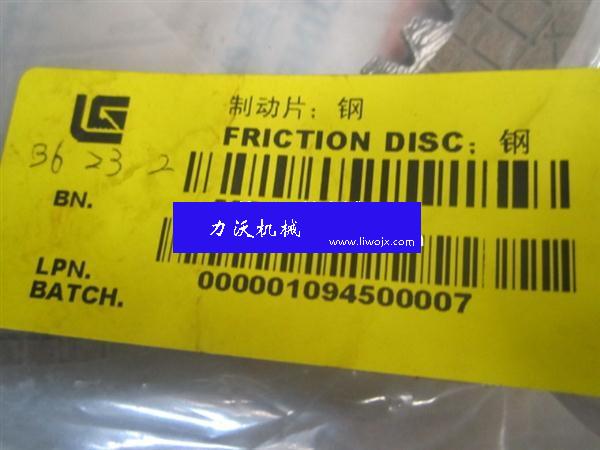 制动片：钢
FRICTION DISC：钢
36 23 2
BN.
力沃机械
www.liwojx.com
LPN.
BATCH.
000001094500007